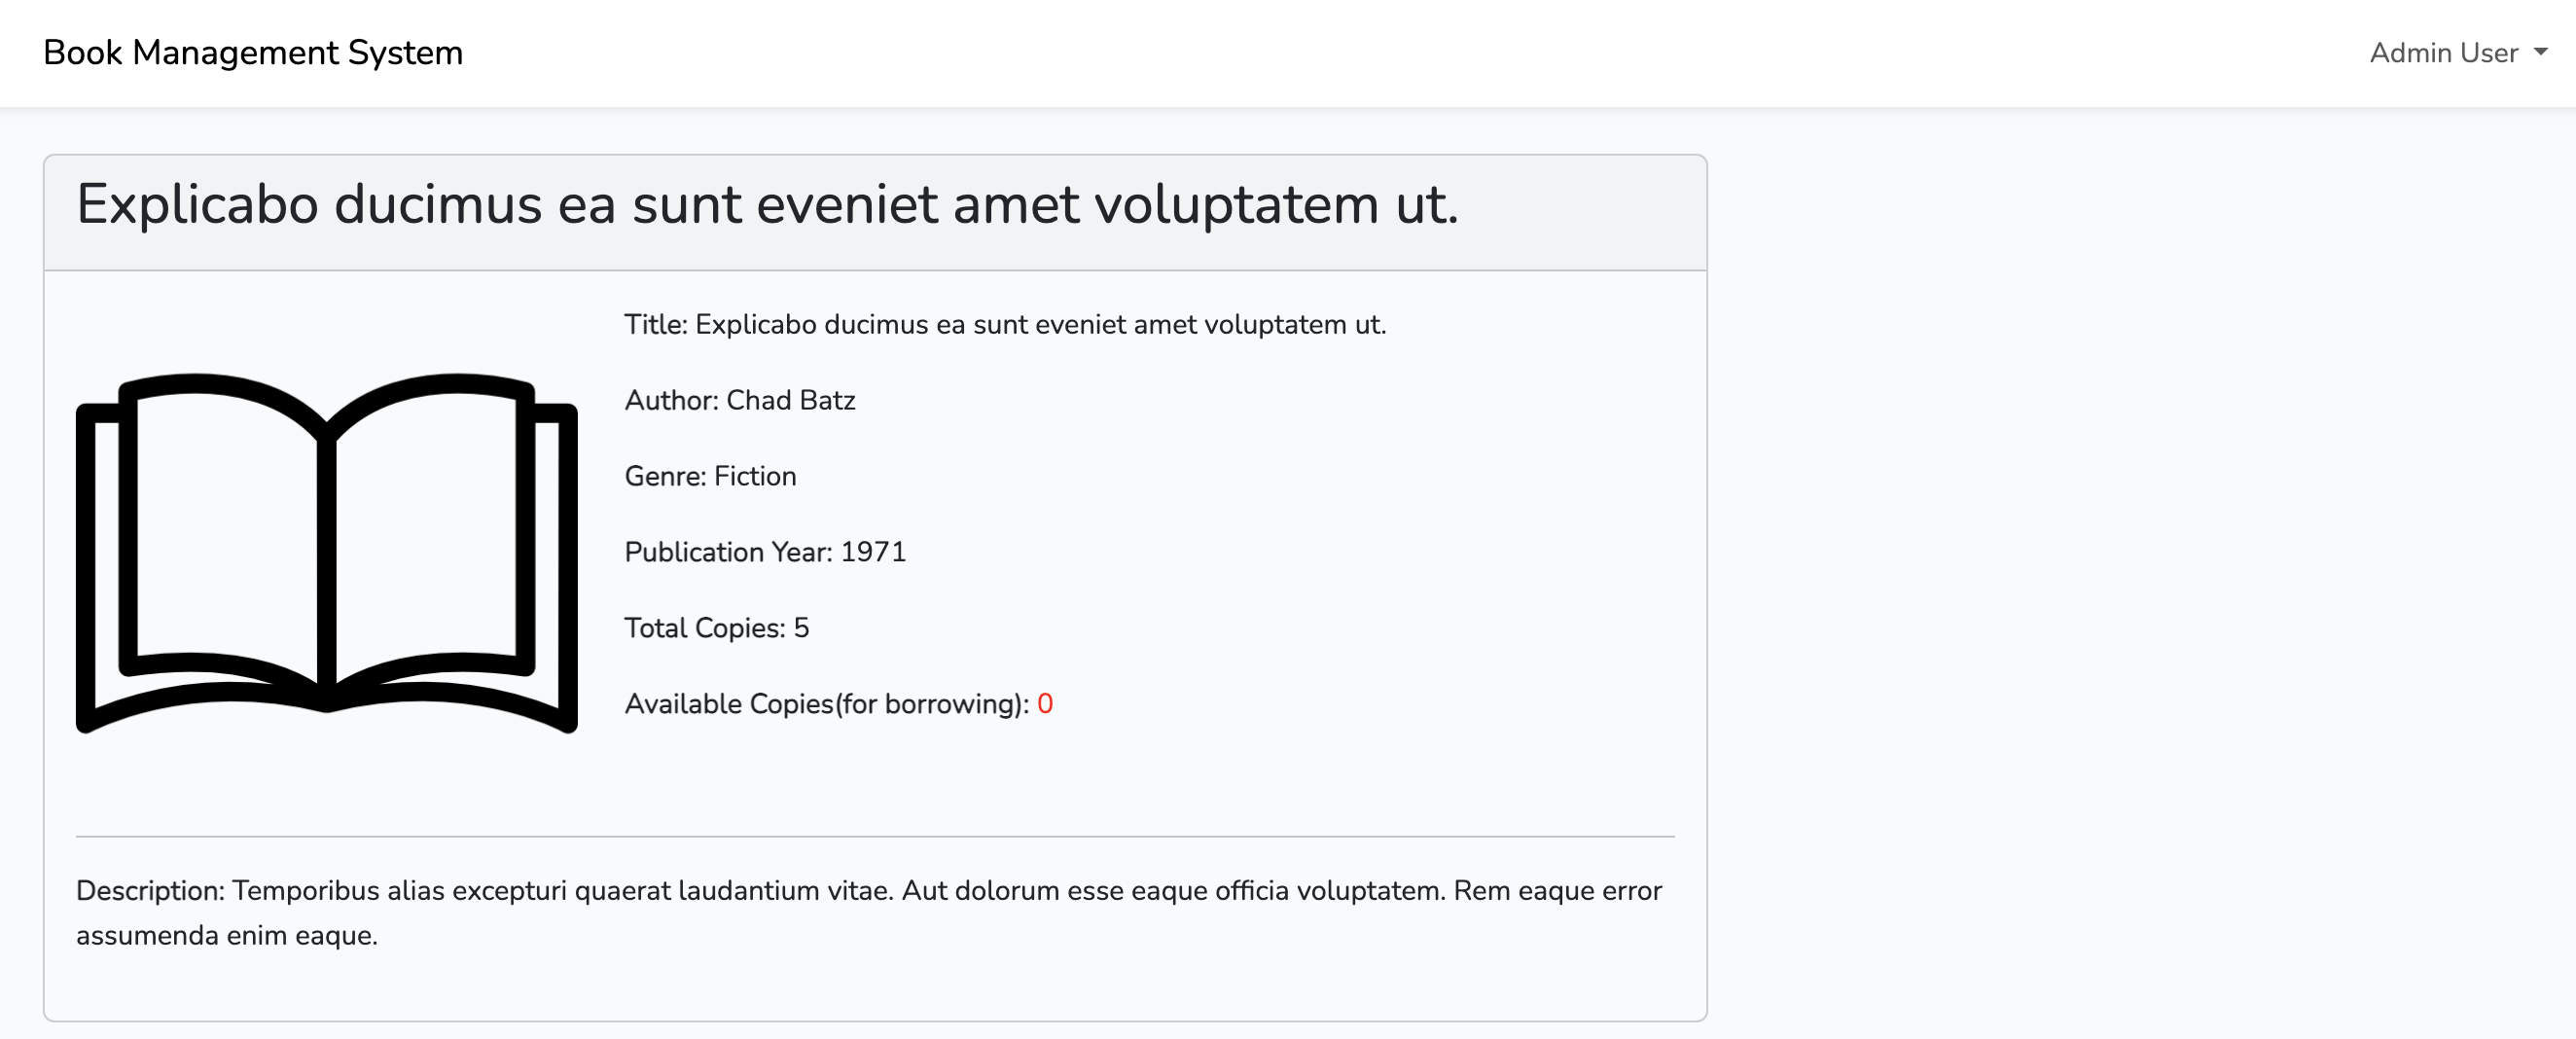 Book Management System
Admin User
Explicabo ducimus ea sunt eveniet amet voluptatem ut.
Title: Explicabo ducimus ea sunt eveniet amet voluptatem ut.
Author: Chad Batz
Genre: Fiction
Publication Year: 1971
Total Copies: 5
Available Copies(for borrowing): 0
Description: Temporibus alias excepturi quaerat laudantium vitae. Aut dolorum esse eaque officia voluptatem. Rem eaque error
assumenda enim eaque.